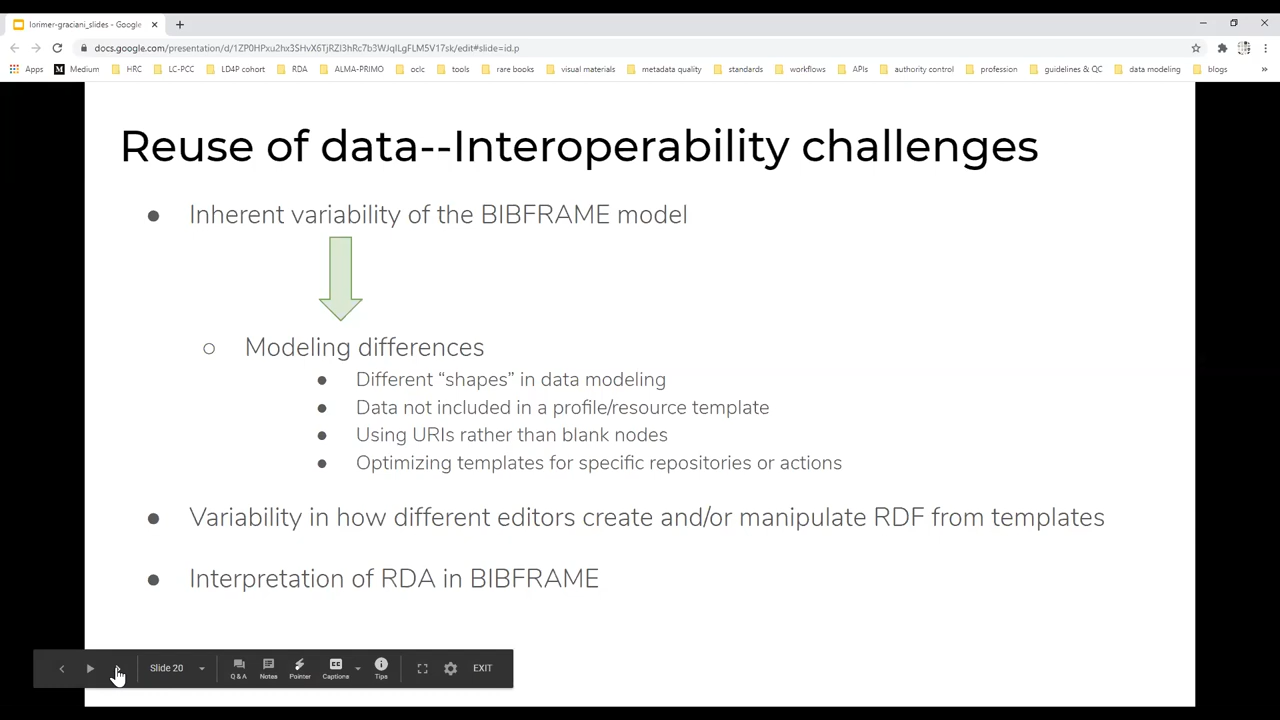 lorimer-graciani_slides - Google
docs.google.com/presentation/d/1ZP0HPxu2hx3SHvX6TjRZI3hRc7b3WJqILgFLM5V17sk/edit#slide=id.p
Apps Medium HRC LC-PCC LD4P cohort RDA ALMA-PRIMO oclc tools rare books visual materials metadata quality standards workflows APIs authority control profession guidelines & QC data modeling blogs
Reuse of data--Interoperability challenges
● Inherent variability of the BIBFRAME model
○ Modeling differences
● Different “shapes” in data modeling
● Data not included in a profile/resource template
● Using URIs rather than blank nodes
● Optimizing templates for specific repositories or actions
● Variability in how different editors create and/or manipulate RDF from templates
● Interpretation of RDA in BIBFRAME
Slide 20 Q & A Notes Pointer Captions Tips EXIT